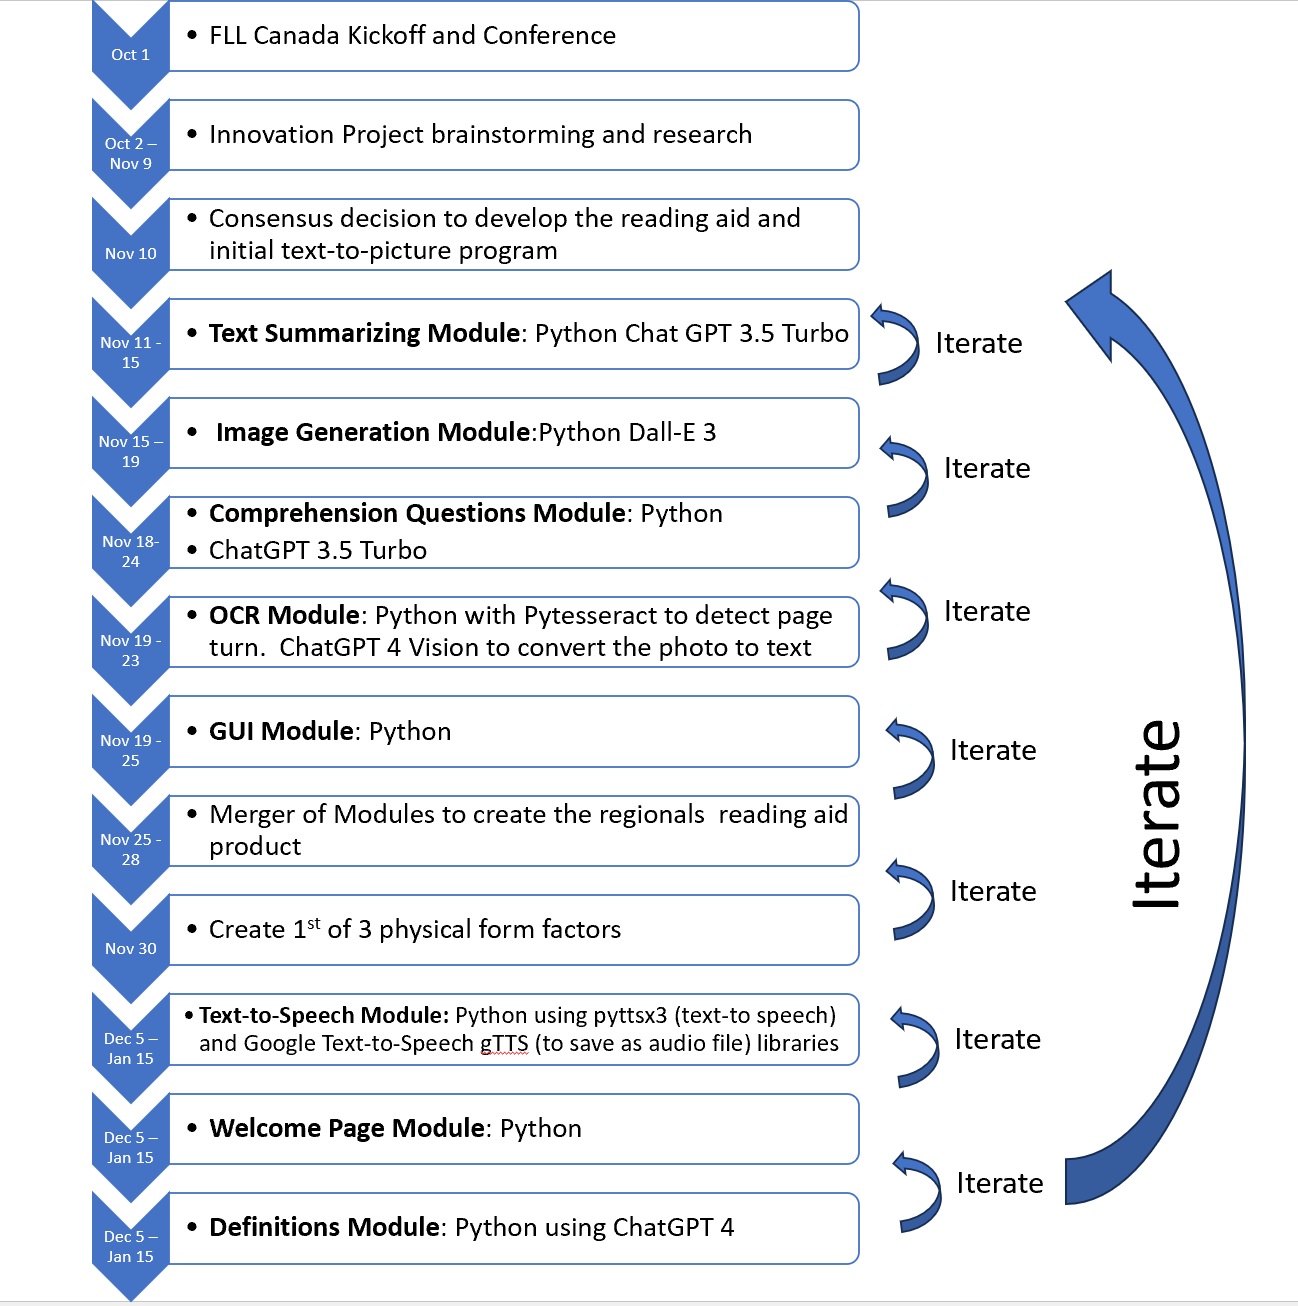 Oct 1
• FLL Canada Kickoff and Conference
Oct 2 –
Nov 9
• Innovation Project brainstorming and research
Nov 10
• Consensus decision to develop the reading aid and
initial text-to-picture program
Nov 11 -
15
• Text Summarizing Module: Python Chat GPT 3.5 Turbo
Iterate
Nov 15 –
19
• Image Generation Module:Python Dall-E 3
Iterate
Nov 18-
24
• Comprehension Questions Module: Python
• ChatGPT 3.5 Turbo
Nov 19 -
23
• OCR Module: Python with Pytesseract to detect page
turn.  ChatGPT 4 Vision to convert the photo to text
Iterate
Nov 19 -
25
• GUI Module: Python
Iterate
Nov 25 -
28
• Merger of Modules to create the regionals  reading aid
product
Iterate
Nov 30
• Create 1st of 3 physical form factors
Dec 5 –
Jan 15
• Text-to-Speech Module: Python using pyttsx3 (text-to speech)
and Google Text-to-Speech gTTS (to save as audio file) libraries
Iterate
Dec 5 –
Jan 15
• Welcome Page Module: Python
Iterate
Dec 5 –
Jan 15
• Definitions Module: Python using ChatGPT 4
Iterate